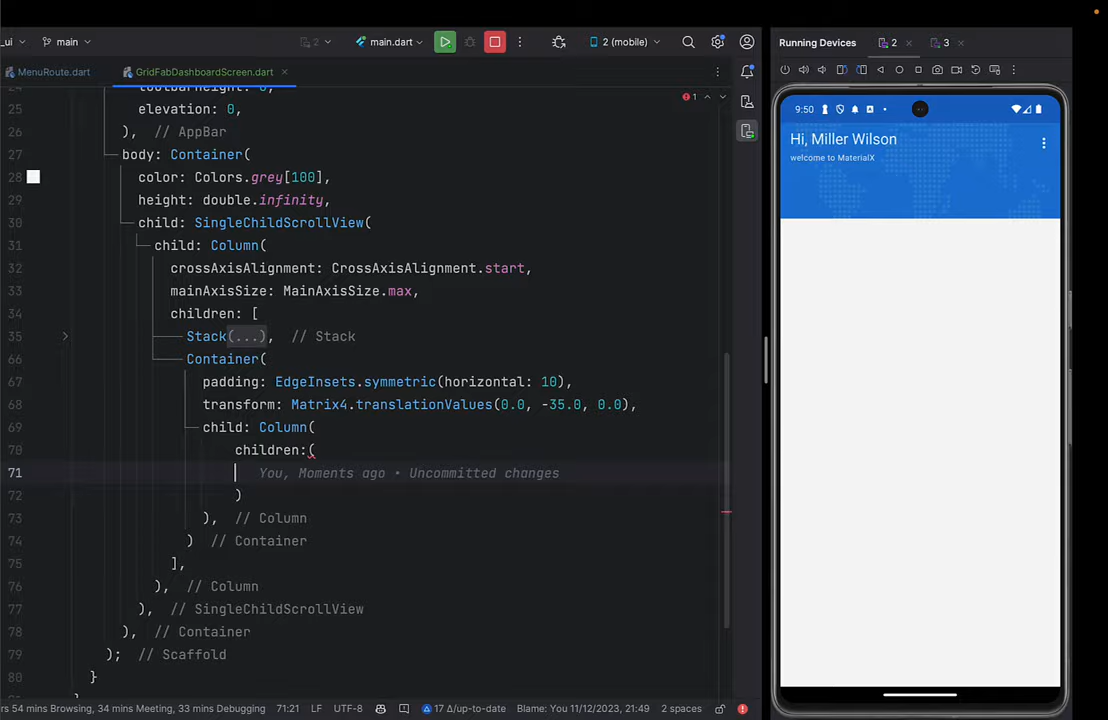 _ui main 2 main.dart 2 (mobile) Running Devices 2 3
MenuRoute.dart GridFabDashboardScreen.dart
1
25 elevation: 0,
26 ), // AppBar
27 body: Container(
28 color: Colors.grey[100],
29 height: double.infinity,
30 child: SingleChildScrollView(
31 child: Column(
32 crossAxisAlignment: CrossAxisAlignment.start,
33 mainAxisSize: MainAxisSize.max,
34 children: [
35 Stack(...), // Stack
66 Container(
67 padding: EdgeInsets.symmetric(horizontal: 10),
68 transform: Matrix4.translationValues(0.0, -35.0, 0.0),
69 child: Column(
70 children:(
71 You, Moments ago • Uncommitted changes
72 )
73 ), // Column
74 ) // Container
75 ],
76 ), // Column
77 ), // SingleChildScrollView
78 ), // Container
79 ); // Scaffold
80 }
rs 54 mins Browsing, 34 mins Meeting, 33 mins Debugging 71:21 LF UTF-8 17 Δ/up-to-date Blame: You 11/12/2023, 21:49 2 spaces
9:50
Hi, Miller Wilson
welcome to MaterialX